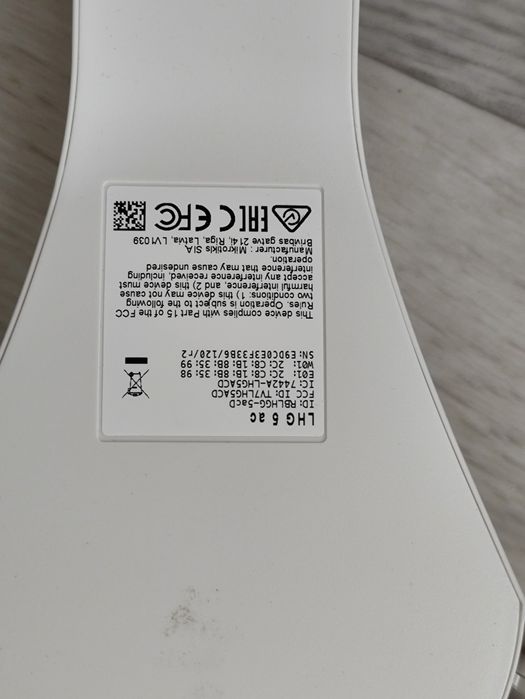 LHG 5 ac
ID: RBLHGG-5acD
FCC ID: TV7LHG5ACD
IC: 7442A-LHG5ACD
E01: 2C: C8: 1B: 8B: 35: 98
W01: 2C: C8: 1B: 8B: 35: 99
SN: E9DC0E3F33B6/120/r2
This device complies with Part 15 of the FCC
Rules. Operation is subject to the following
two conditions: 1) this device may not cause
harmful interference, and 2) this device must
accept any interference received, including
interference that may cause undesired
operation.
Manufacturer : Mikrotikls SIA,
Brivibas gatve 214i, Riga, Latvia, LV1039
EAC CE FC